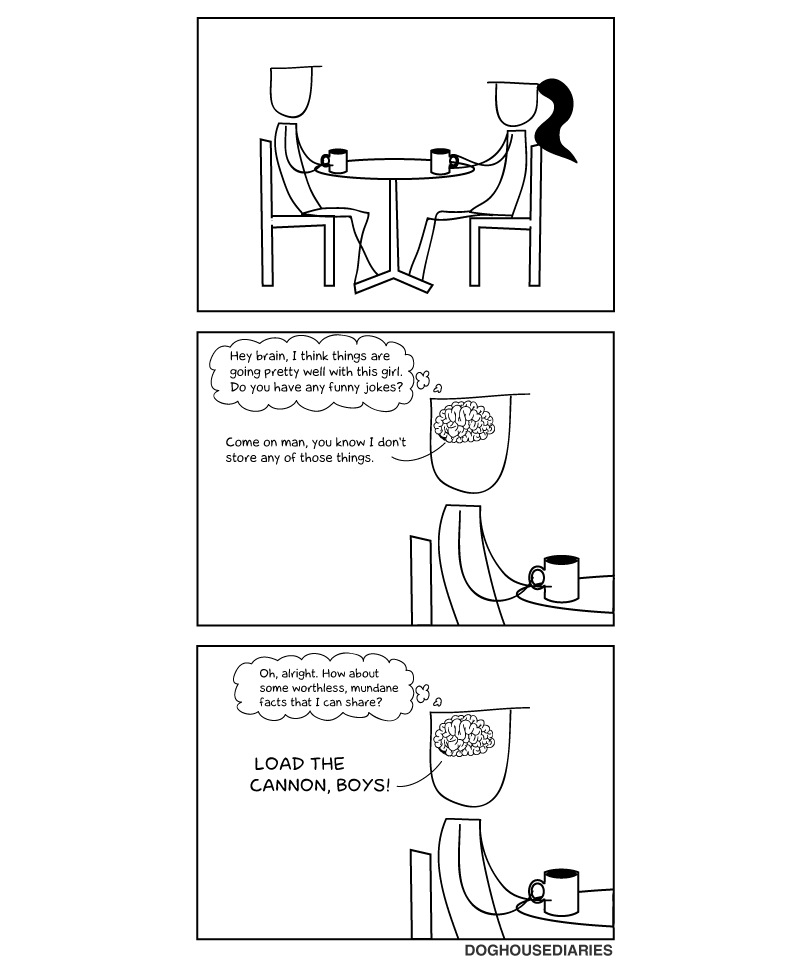 Hey brain, I think things are
going pretty well with this girl.
Do you have any funny jokes?
Come on man, you know I don't
store any of those things.
Oh, alright. How about
some worthless, mundane
facts that I can share?
LOAD THE
CANNON, BOYS!
DOGHOUSEDIARIES